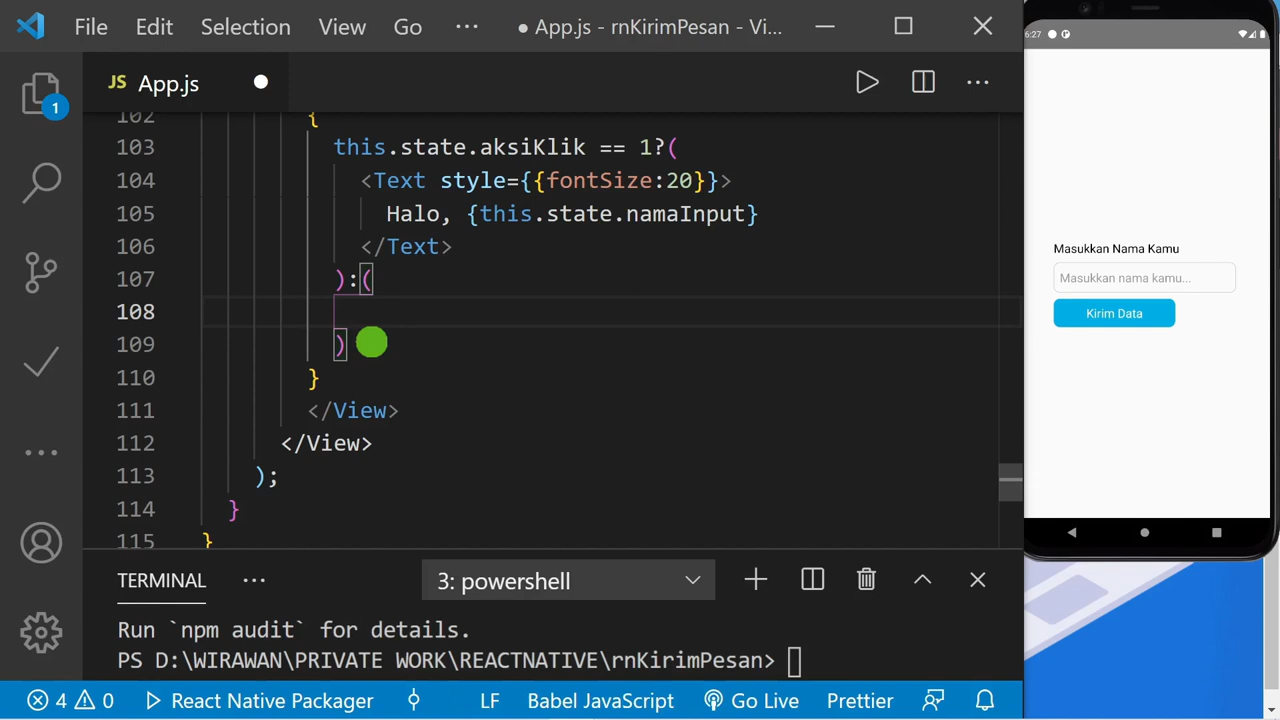 File Edit Selection View Go ··· ● App.js - rnKirimPesan - Vi...
JS App.js
1
102 {
103 this.state.aksiKlik == 1?(
104 <Text style={{fontSize:20}}>
105 Halo, {this.state.namaInput}
106 </Text>
107 ):(
108
109 )
110 }
111 </View>
112 </View>
113 );
114 }
115 }
TERMINAL ··· 3: powershell
Run `npm audit` for details.
PS D:\WIRAWAN\PRIVATE WORK\REACTNATIVE\rnKirimPesan>
4 0 React Native Packager LF Babel JavaScript Go Live Prettier
6:27
Masukkan Nama Kamu
Masukkan nama kamu...
Kirim Data